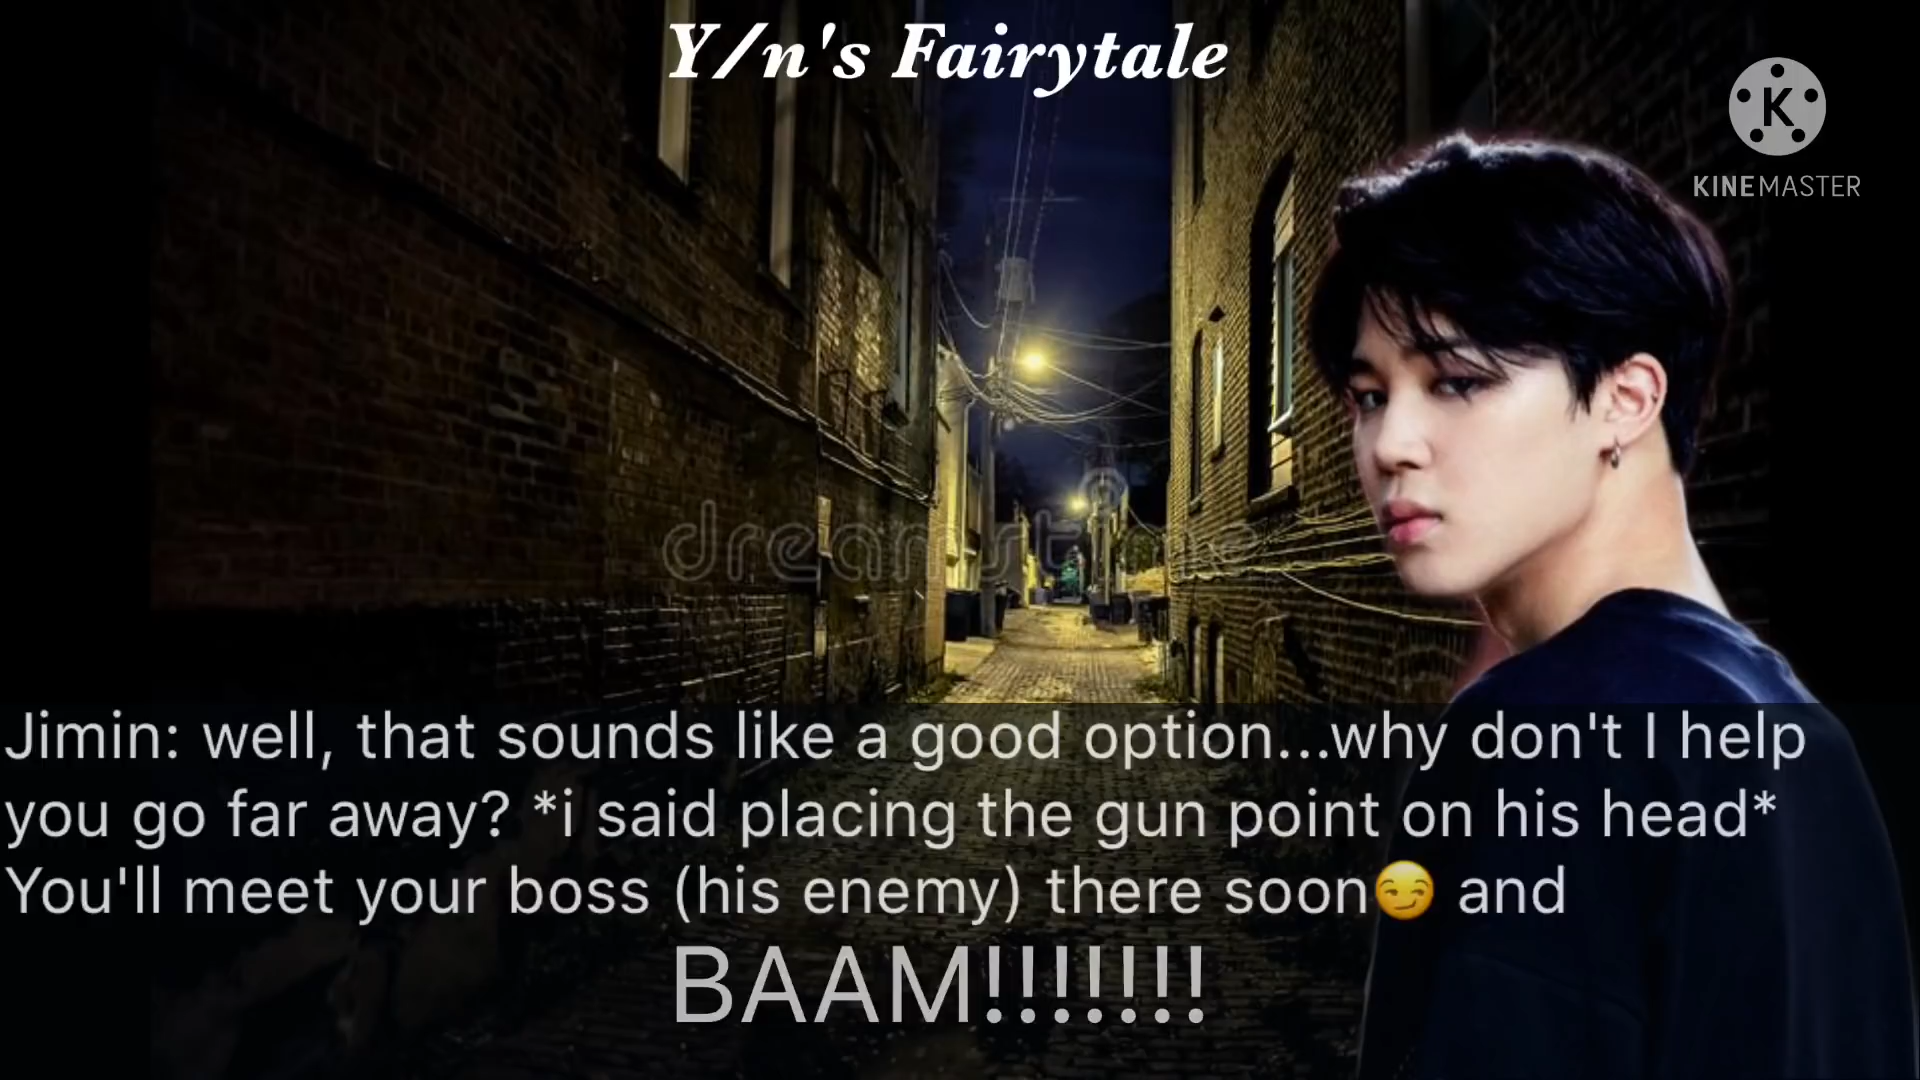 Y/n's Fairytale
K
KINEMASTER
dreamstime
Jimin: well, that sounds like a good option...why don't I help
you go far away? *i said placing the gun point on his head*
You'll meet your boss (his enemy) there soon😏 and
BAAM!!!!!!!